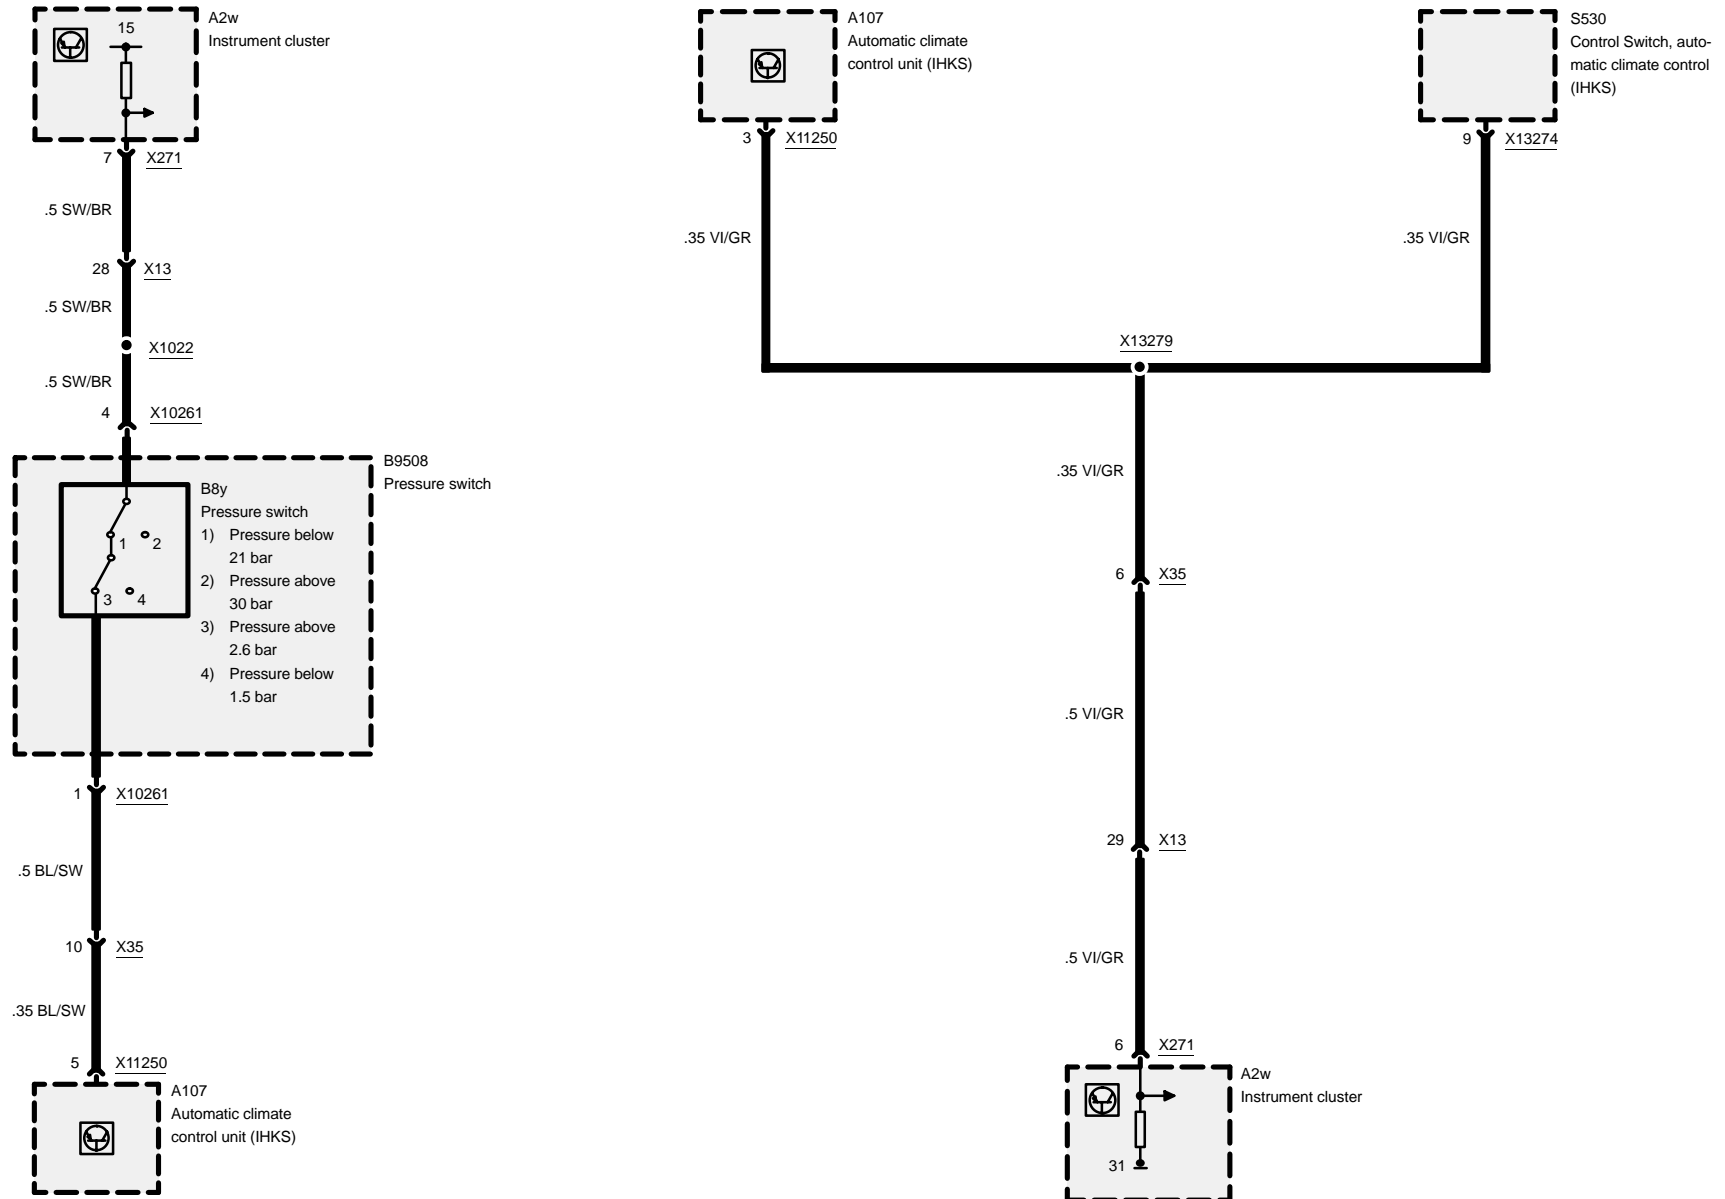 A2w
Instrument cluster
15
7 X271
.5 SW/BR
28 X13
.5 SW/BR
X1022
.5 SW/BR
4 X10261
B9508
Pressure switch
B8y
Pressure switch
1) Pressure below
21 bar
2) Pressure above
30 bar
3) Pressure above
2.6 bar
4) Pressure below
1.5 bar
1 2
3 4
1 X10261
.5 BL/SW
10 X35
.35 BL/SW
5 X11250
A107
Automatic climate
control unit (IHKS)
A107
Automatic climate
control unit (IHKS)
3 X11250
.35 VI/GR
S530
Control Switch, auto-
matic climate control
(IHKS)
9 X13274
.35 VI/GR
X13279
.35 VI/GR
6 X35
.5 VI/GR
29 X13
.5 VI/GR
6 X271
A2w
Instrument cluster
31